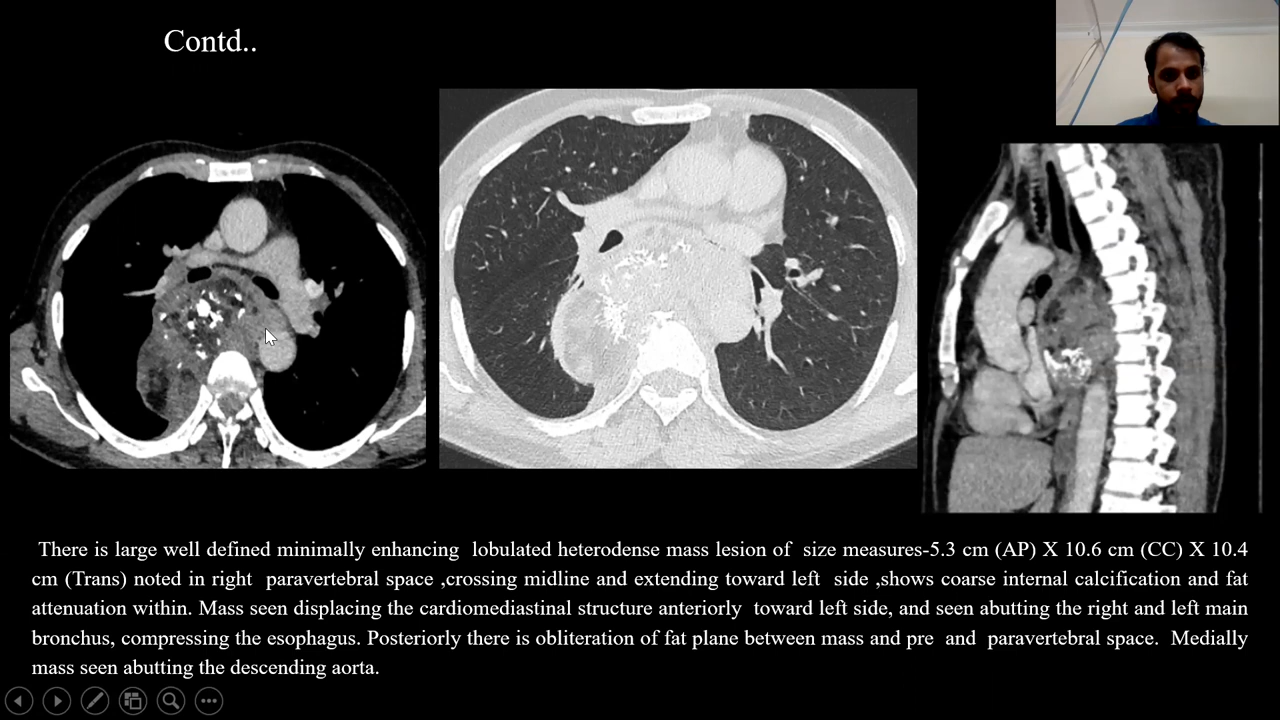 Contd..
There is large well defined minimally enhancing lobulated heterodense mass lesion of size measures-5.3 cm (AP) X 10.6 cm (CC) X 10.4
cm (Trans) noted in right paravertebral space ,crossing midline and extending toward left side ,shows coarse internal calcification and fat
attenuation within. Mass seen displacing the cardiomediastinal structure anteriorly toward left side, and seen abutting the right and left main
bronchus, compressing the esophagus. Posteriorly there is obliteration of fat plane between mass and pre and paravertebral space. Medially
mass seen abutting the descending aorta.